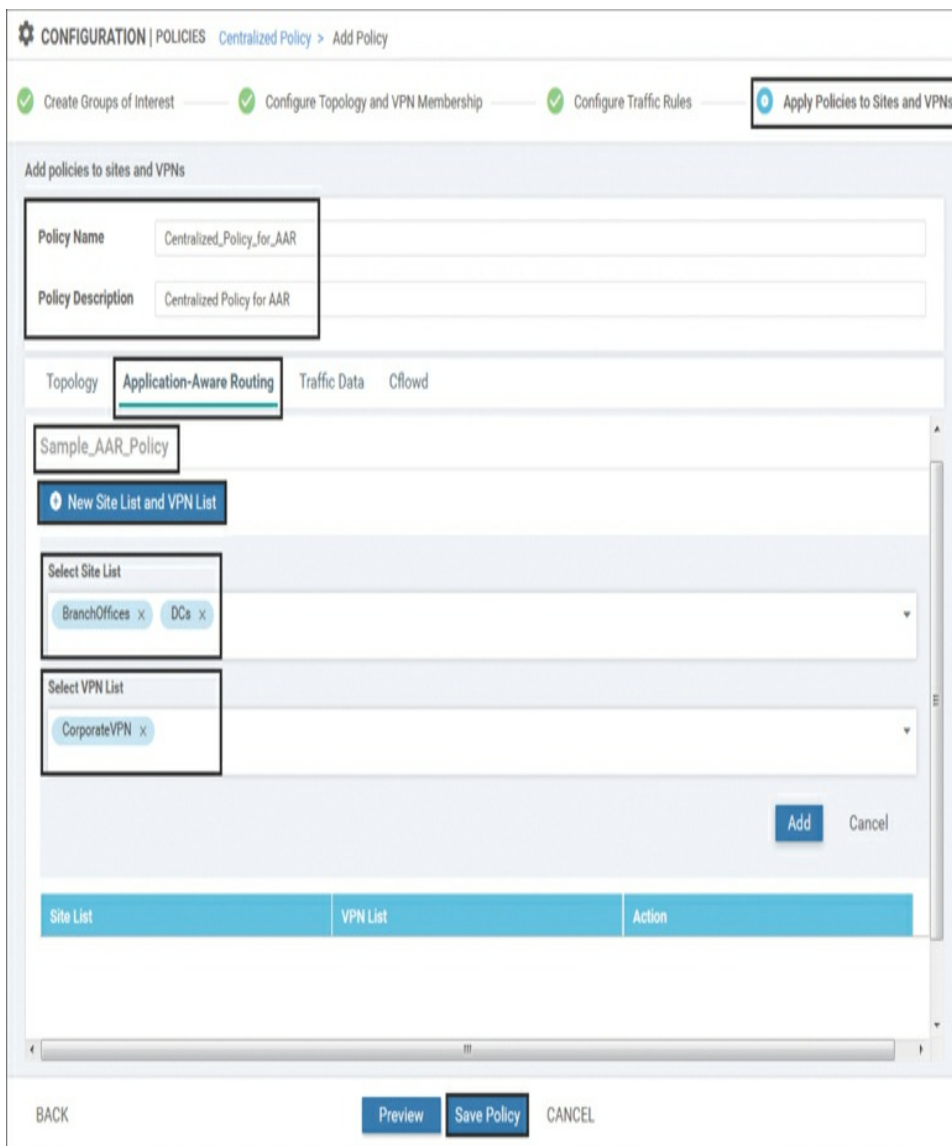 CONFIGURATION | POLICIES Centralized Policy > Add Policy
Create Groups of Interest
Configure Topology and VPN Membership
Configure Traffic Rules
Apply Policies to Sites and VPNs
Add policies to sites and VPNs
Policy Name Centralized_Policy_for_AAR
Policy Description Centralized Policy for AAR
Topology Application-Aware Routing Traffic Data Cflowd
Sample_AAR_Policy
New Site List and VPN List
Select Site List
BranchOffices x DCs x
Select VPN List
CorporateVPN x
Add Cancel
Site List VPN List Action
BACK Preview Save Policy CANCEL